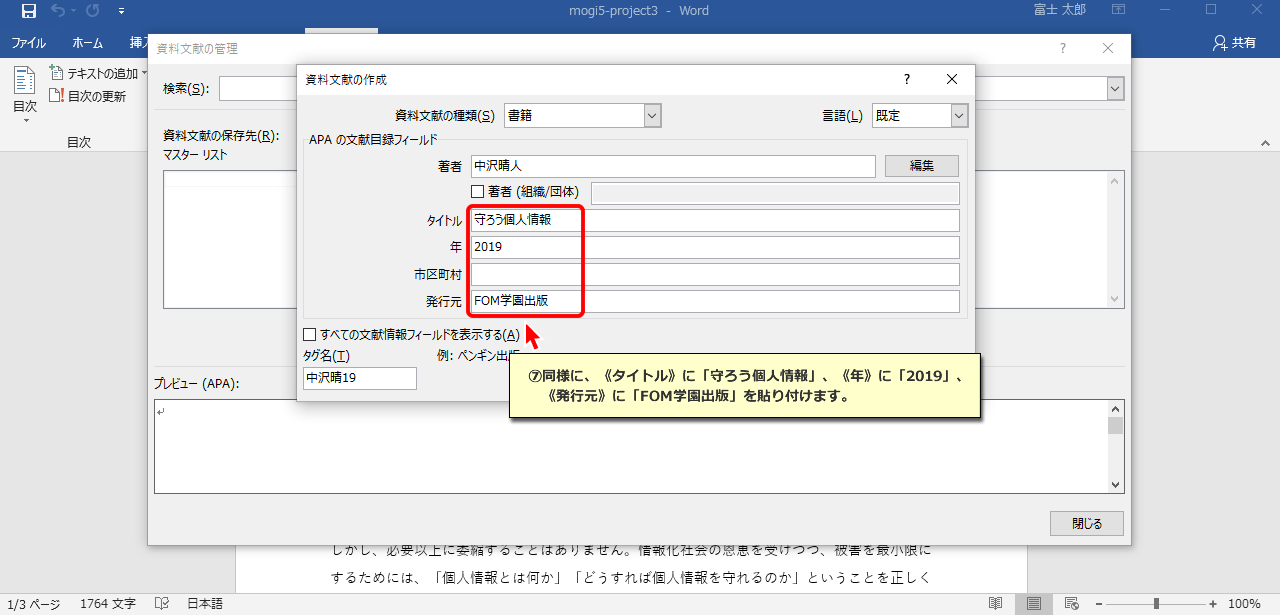 mogi5-project3 - Word
富士 太郎
ファイル
ホーム
挿入
共有
資料文献の管理
?
資料文献の作成
?
目次
テキストの追加
目次の更新
目次
検索(S):
資料文献の種類(S)
書籍
言語(L)
既定
資料文献の保存先(R):
マスター リスト
APA の文献目録フィールド
著者
中沢晴人
編集
著者 (組織/団体)
タイトル
守ろう個人情報
年
2019
市区町村
発行元
FOM学園出版
すべての文献情報フィールドを表示する(A)
タグ名(T)
例: ペンギン出版
中沢晴19
⑦同様に、《タイトル》に「守ろう個人情報」、《年》に「2019」、
《発行元》に「FOM学園出版」を貼り付けます。
プレビュー (APA):
閉じる
しかし、必要以上に萎縮することはありません。情報化社会の恩恵を受けつつ、被害を最小限に
するためには、「個人情報とは何か」「どうすれば個人情報を守れるのか」ということを正しく
1/3 ページ
1764 文字
日本語
100%